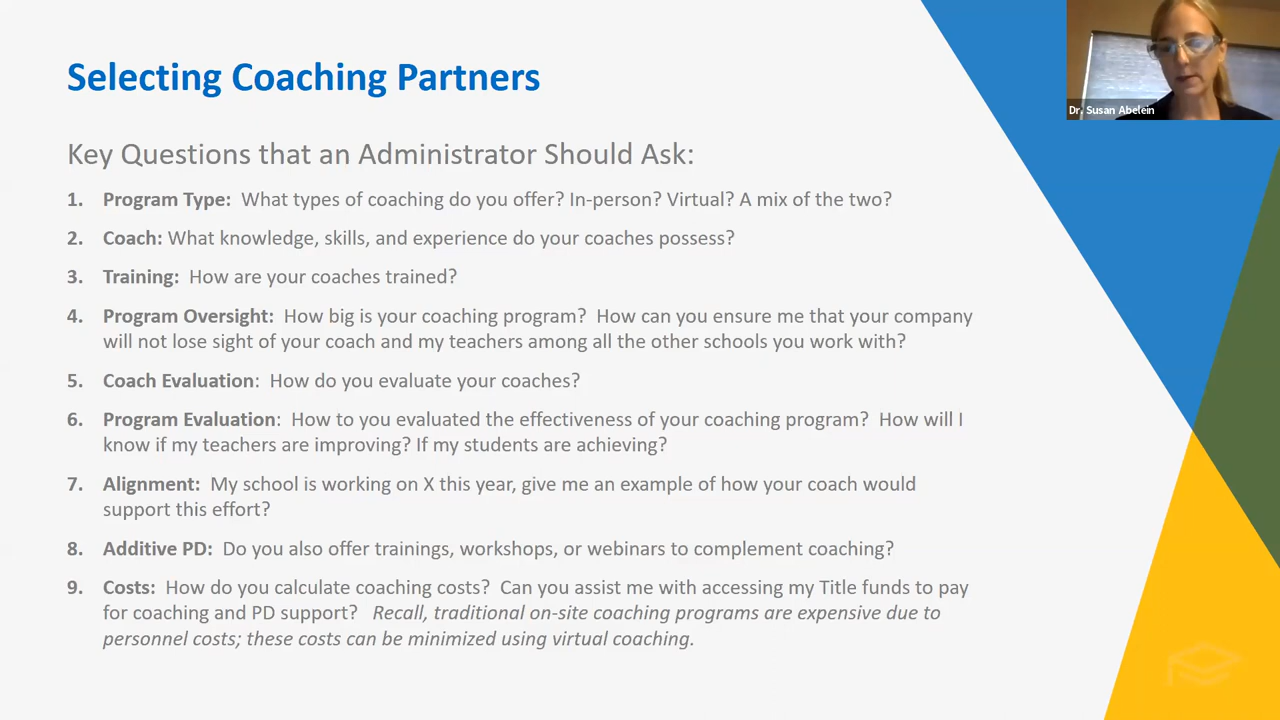 Selecting Coaching Partners
Dr. Susan Abelein
Key Questions that an Administrator Should Ask:
1. Program Type: What types of coaching do you offer? In-person? Virtual? A mix of the two?
2. Coach: What knowledge, skills, and experience do your coaches possess?
3. Training: How are your coaches trained?
4. Program Oversight: How big is your coaching program? How can you ensure me that your company
will not lose sight of your coach and my teachers among all the other schools you work with?
5. Coach Evaluation: How do you evaluate your coaches?
6. Program Evaluation: How to you evaluated the effectiveness of your coaching program? How will I
know if my teachers are improving? If my students are achieving?
7. Alignment: My school is working on X this year, give me an example of how your coach would
support this effort?
8. Additive PD: Do you also offer trainings, workshops, or webinars to complement coaching?
9. Costs: How do you calculate coaching costs? Can you assist me with accessing my Title funds to pay
for coaching and PD support? Recall, traditional on-site coaching programs are expensive due to
personnel costs; these costs can be minimized using virtual coaching.